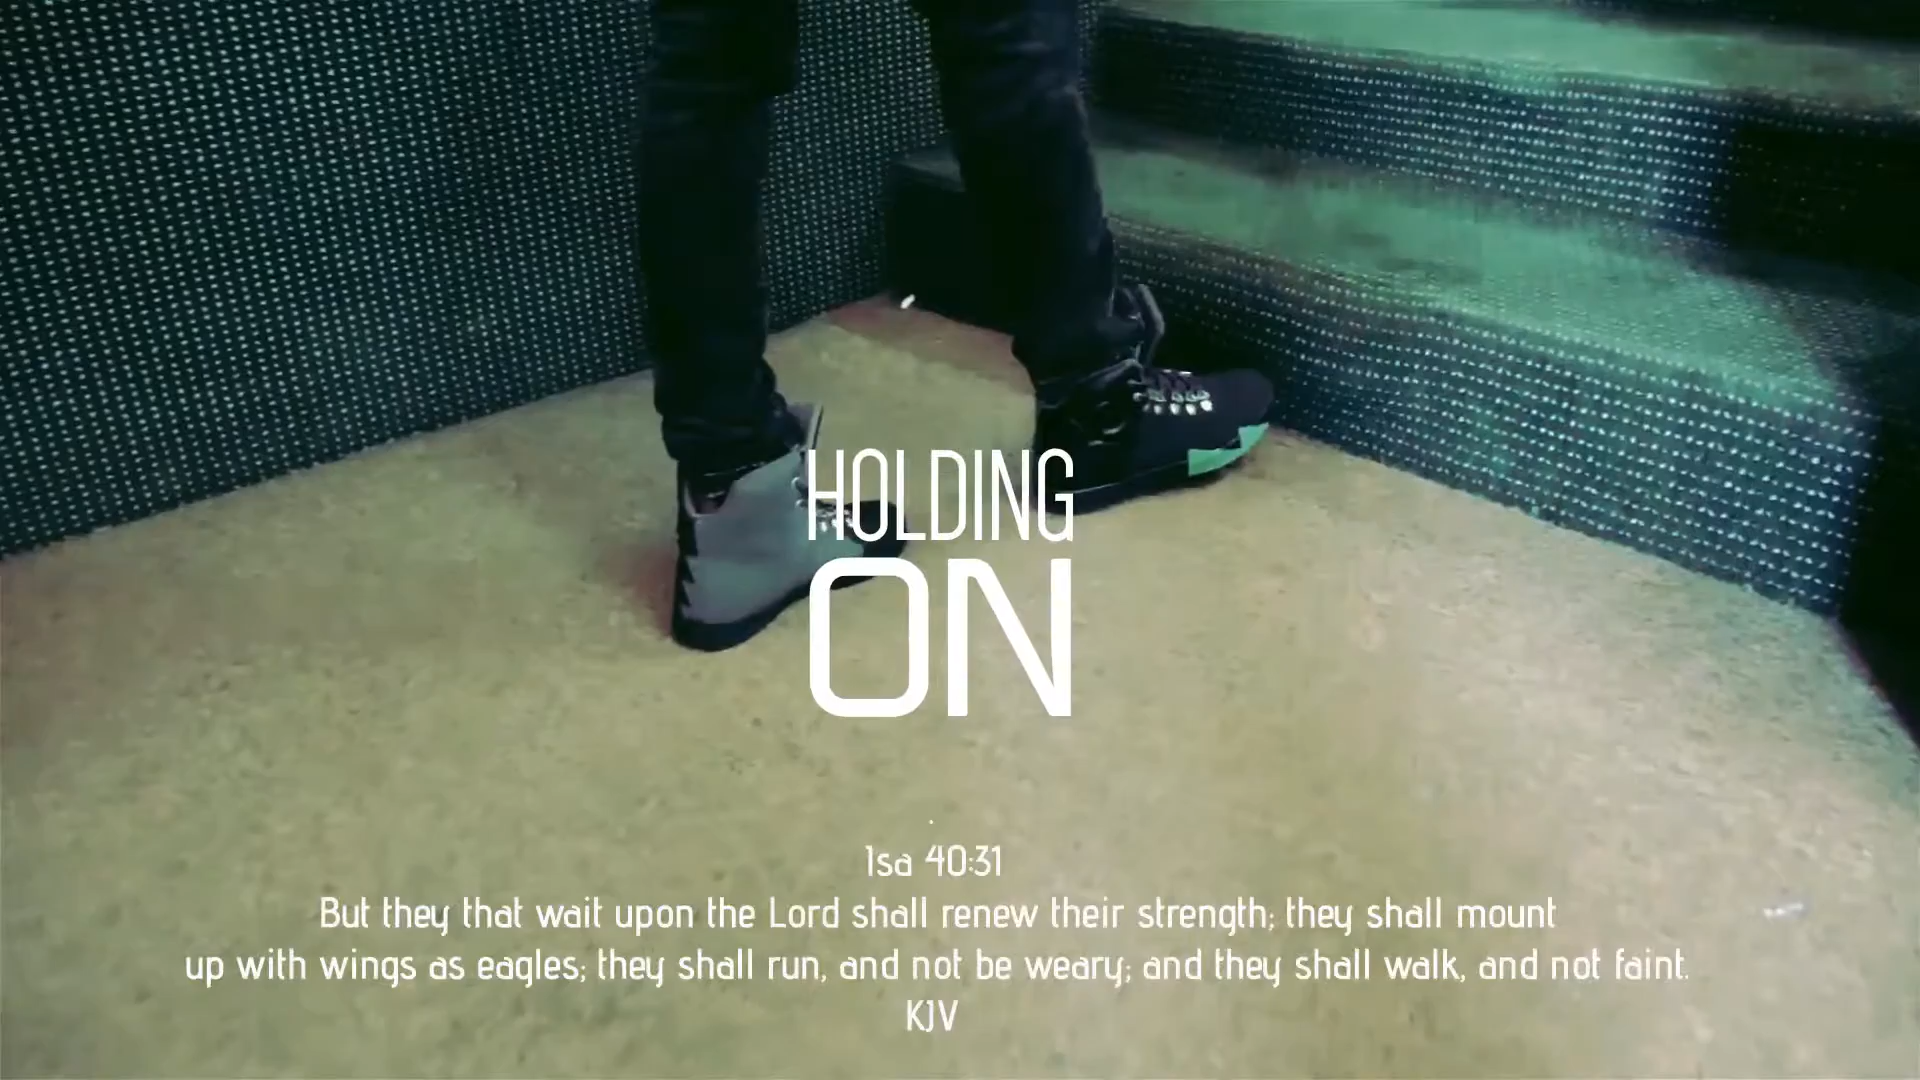 HOLDING
ON
Isa 40:31
But they that wait upon the Lord shall renew their strength; they shall mount
up with wings as eagles; they shall run, and not be weary; and they shall walk, and not faint.
KJV